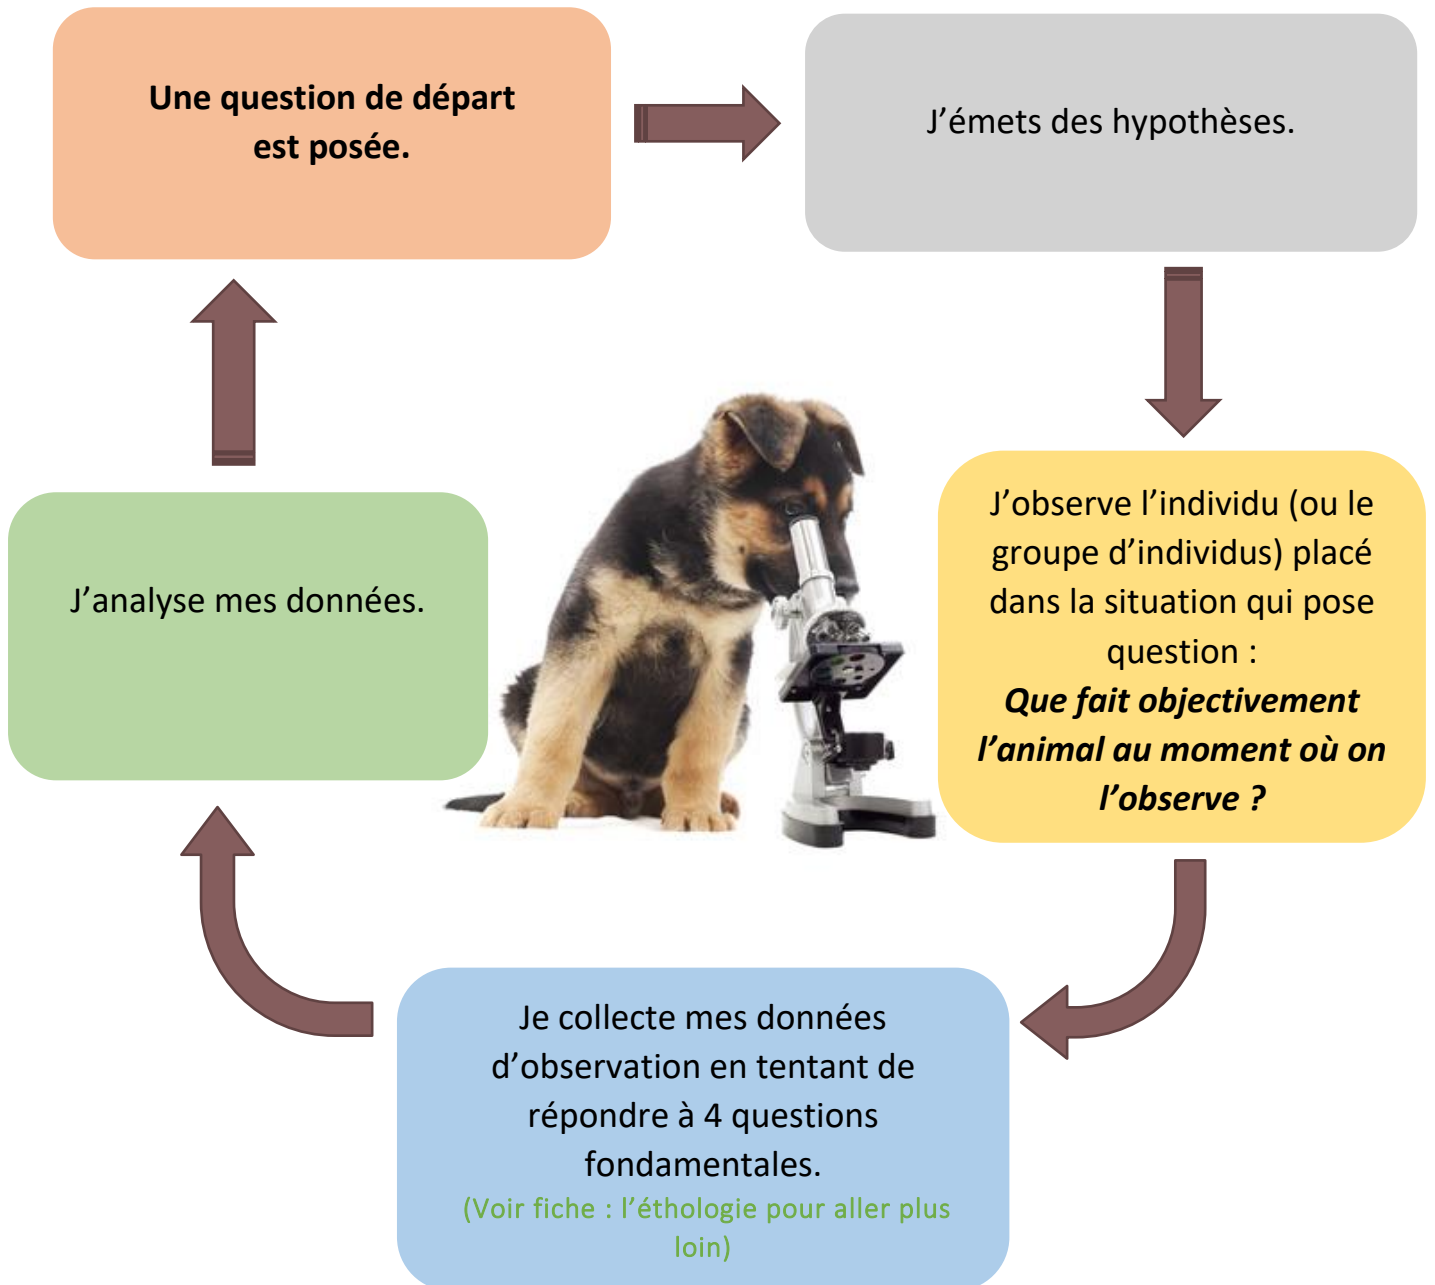 Une question de départ
est posée.
J’émets des hypothèses.
J’observe l’individu (ou le
groupe d’individus) placé
dans la situation qui pose
question :
Que fait objectivement
l’animal au moment où on
l’observe ?
Je collecte mes données
d’observation en tentant de
répondre à 4 questions
fondamentales.
(Voir fiche : l’éthologie pour aller plus
loin)
J’analyse mes données.